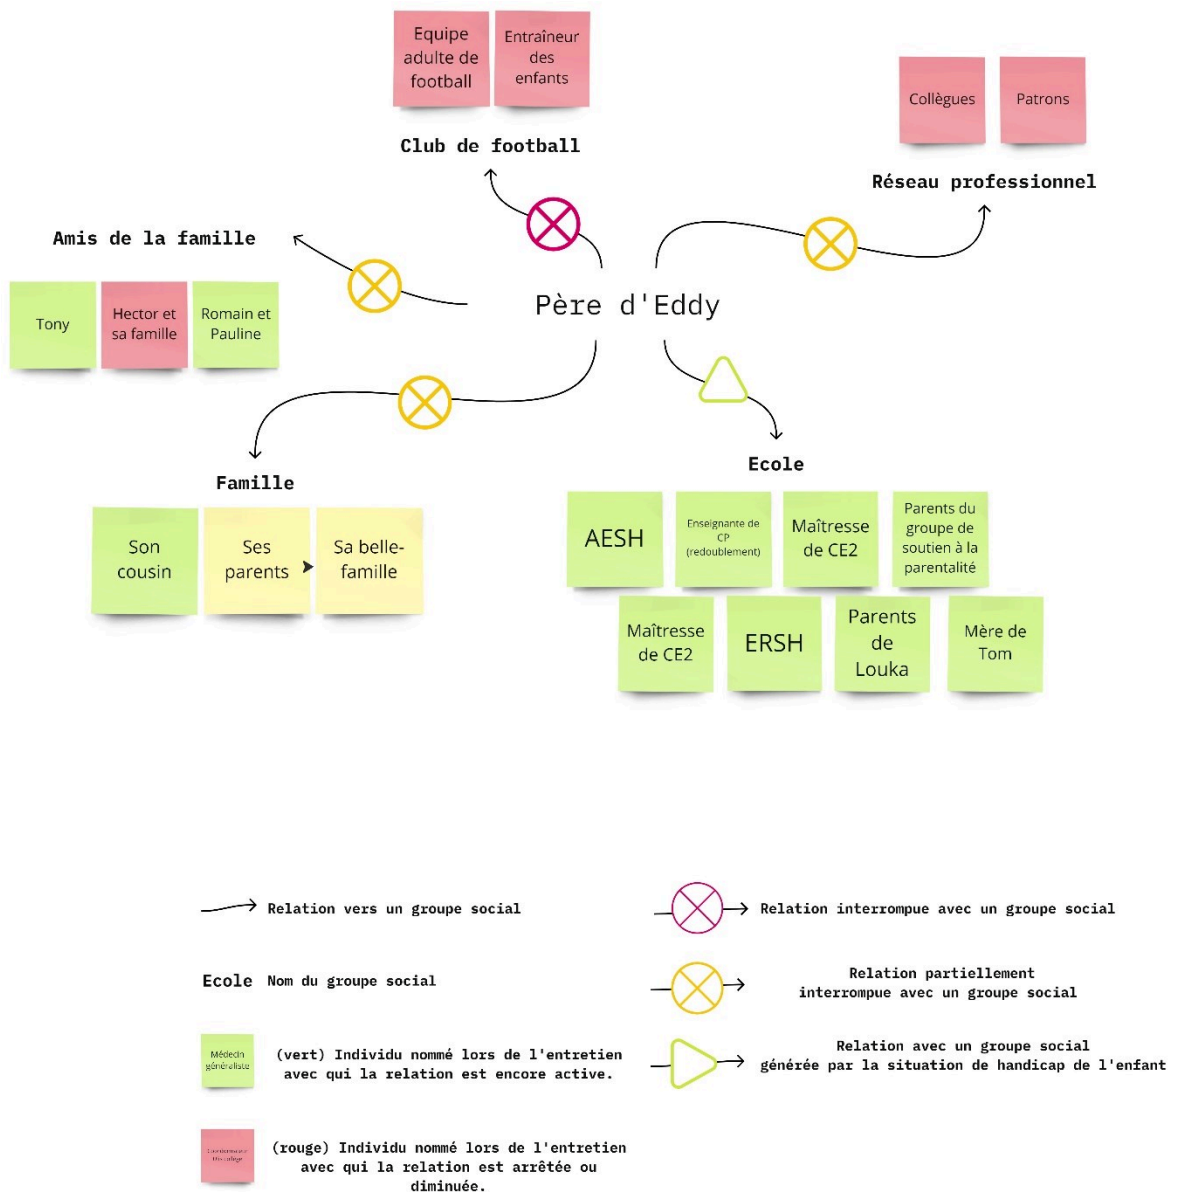 Equipe
adulte de
football
Entraîneur
des
enfants
Club de football
Collègues
Patrons
Réseau professionnel
Amis de la famille
Tony
Hector et
sa famille
Romain et
Pauline
Père d'Eddy
Famille
Son
cousin
Ses
parents
Sa belle-
famille
Ecole
AESH
Enseignante de
CP
(redoublement)
Maîtresse
de CE2
Parents du
groupe de
soutien à la
parentalité
Maîtresse
de CE2
ERSH
Parents
de
Louka
Mère de
Tom
Relation vers un groupe social
Relation interrompue avec un groupe social
Ecole Nom du groupe social
Relation partiellement
interrompue avec un groupe social
Médecin
généraliste
(vert) Individu nommé lors de l'entretien
avec qui la relation est encore active.
Relation avec un groupe social
générée par la situation de handicap de l'enfant
(rouge) Individu nommé lors de l'entretien
avec qui la relation est arrêtée ou
diminuée.